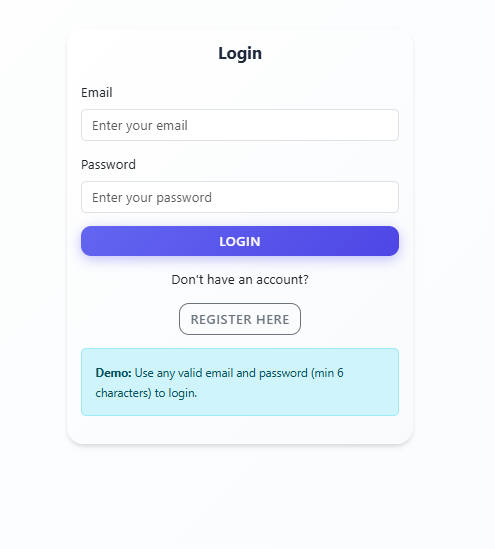 Login
Email
Enter your email
Password
Enter your password
LOGIN
Don't have an account?
REGISTER HERE
Demo: Use any valid email and password (min 6
characters) to login.